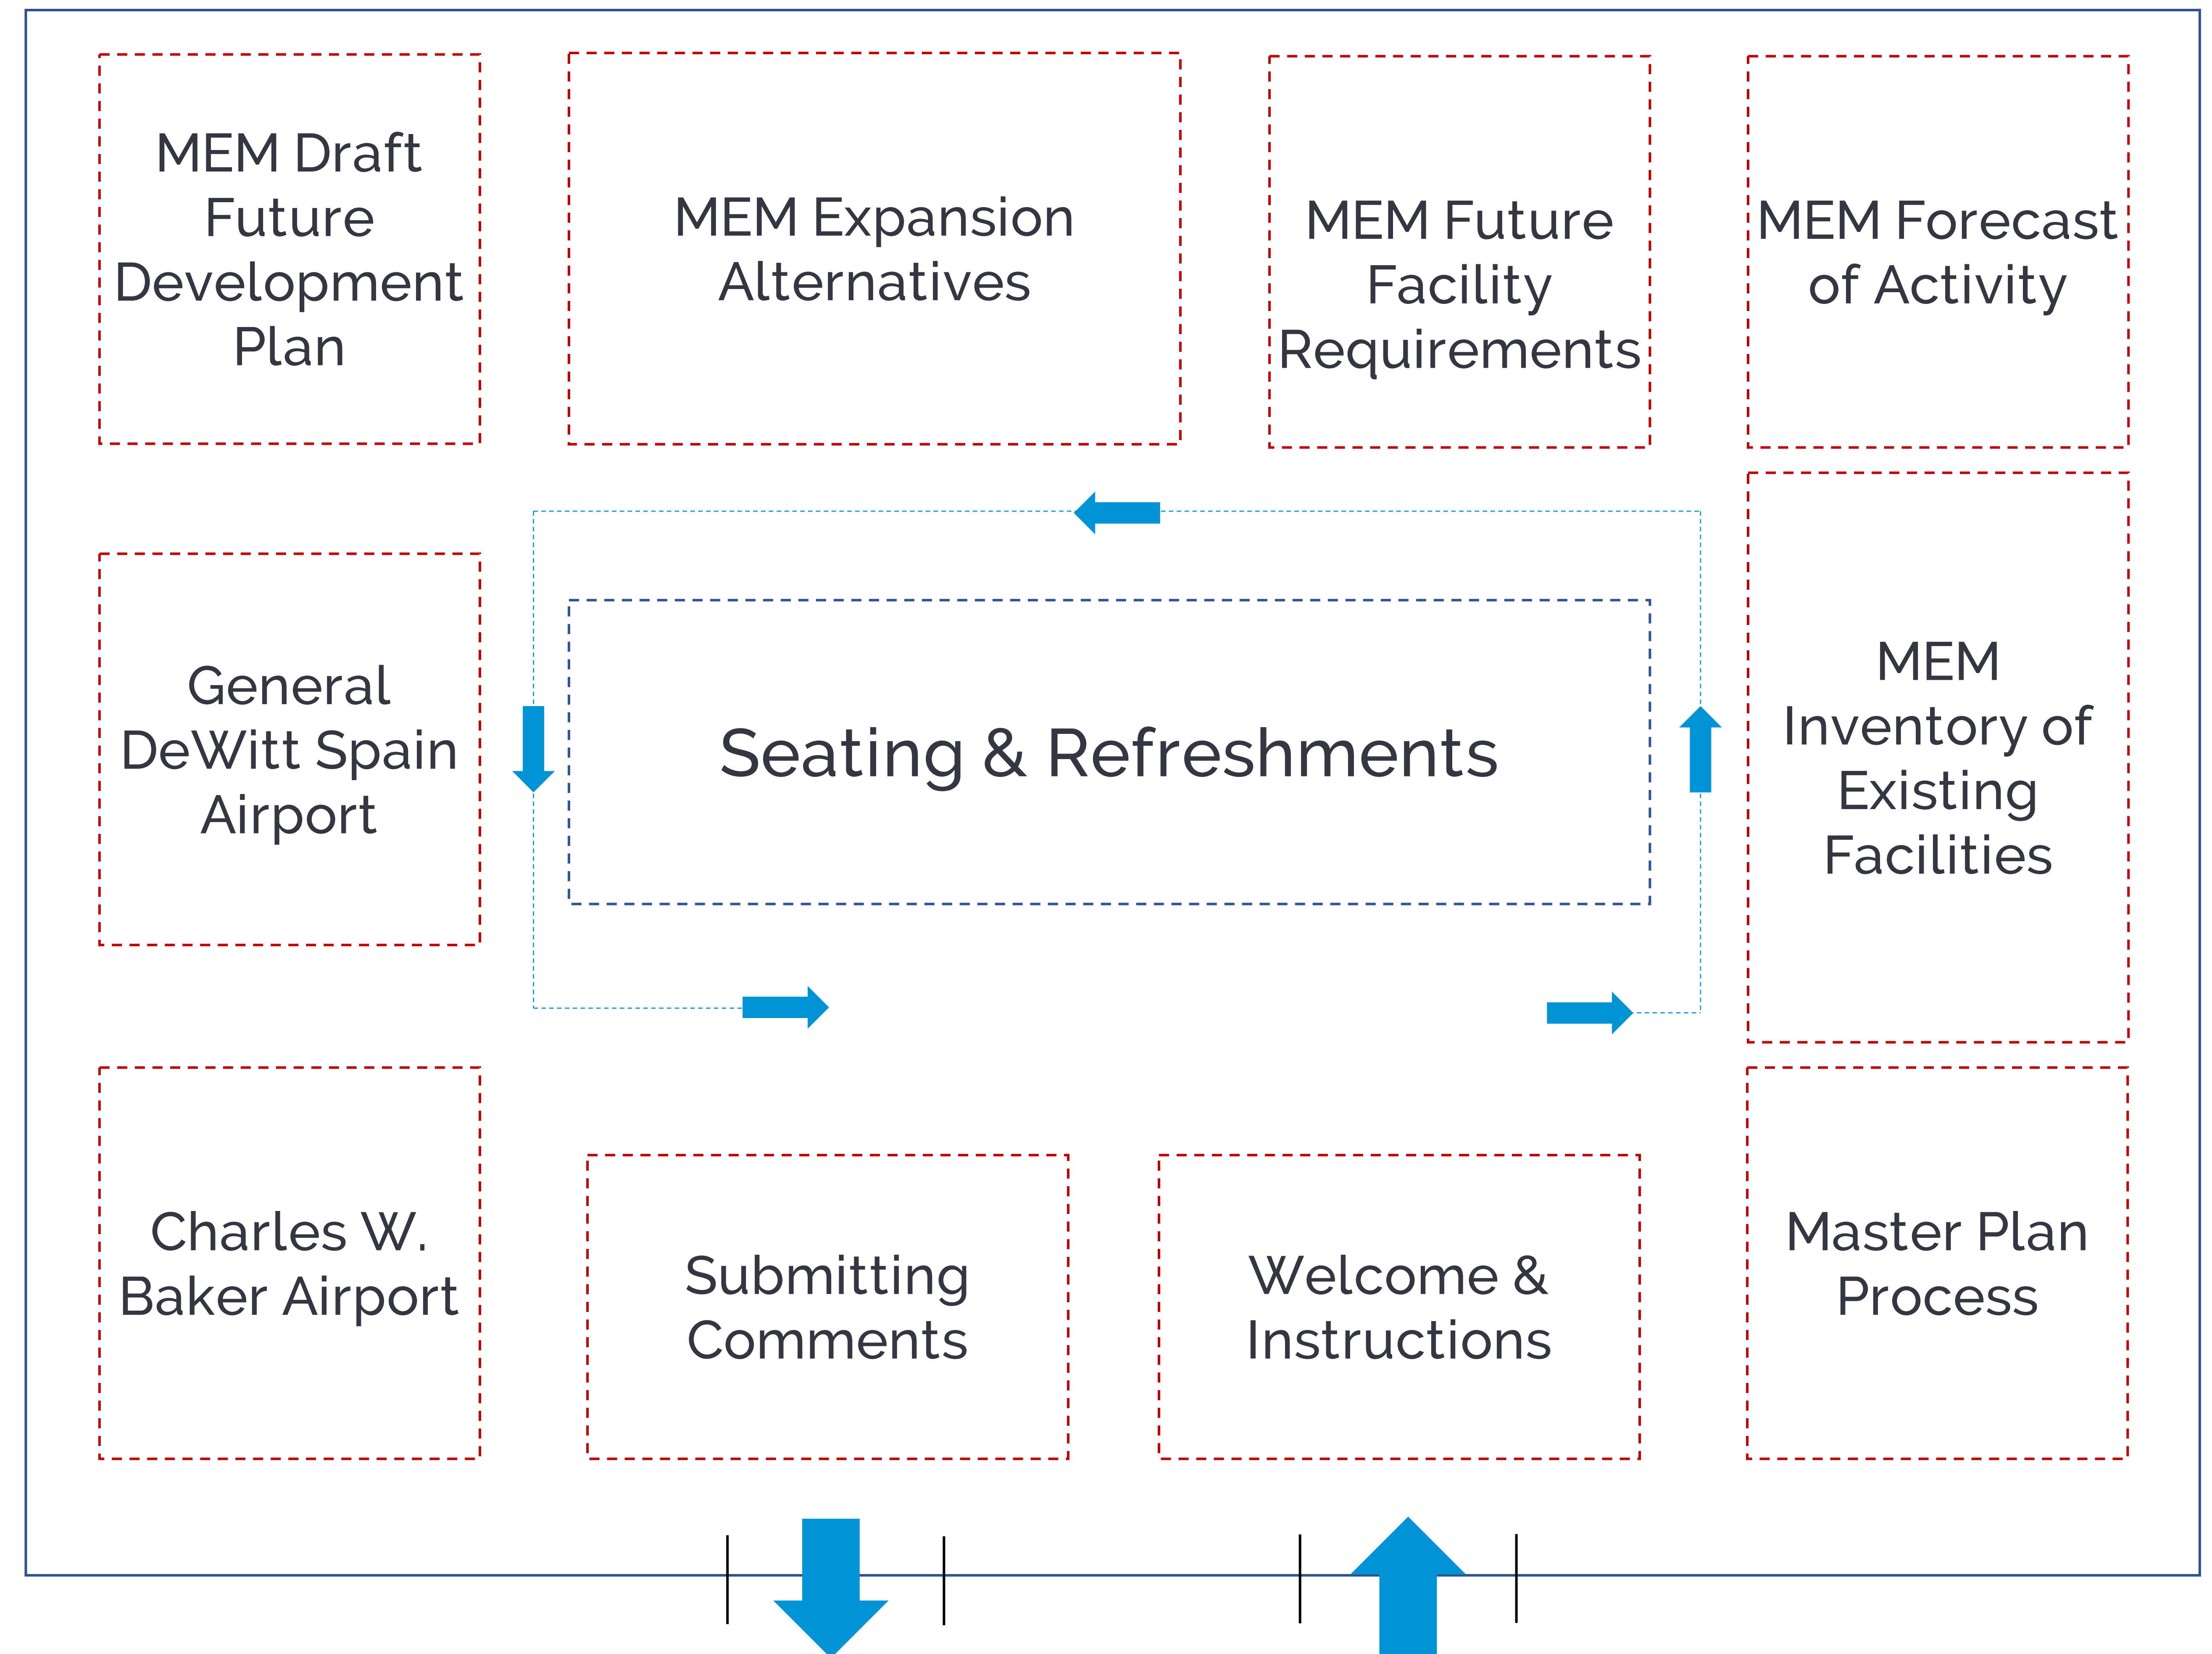 MEM Draft
Future
Development
Plan
MEM Expansion
Alternatives
MEM Future
Facility
Requirements
MEM Forecast
of Activity
General
DeWitt Spain
Airport
Seating & Refreshments
MEM
Inventory of
Existing
Facilities
Charles W.
Baker Airport
Submitting
Comments
Welcome &
Instructions
Master Plan
Process